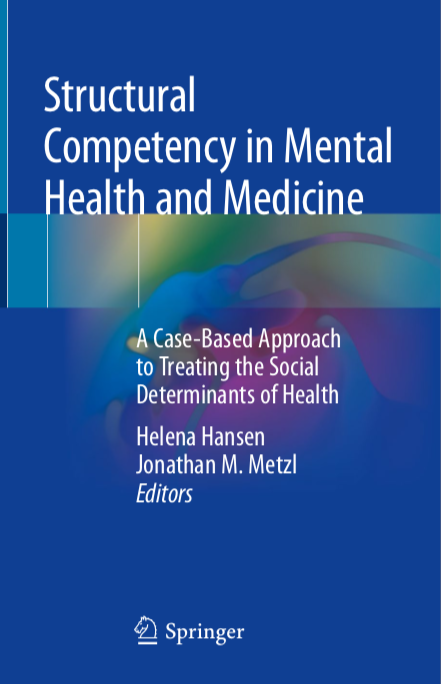 Structural
Competency in Mental
Health and Medicine
A Case-Based Approach
to Treating the Social
Determinants of Health
Helena Hansen
Jonathan M. Metzl
Editors
Springer